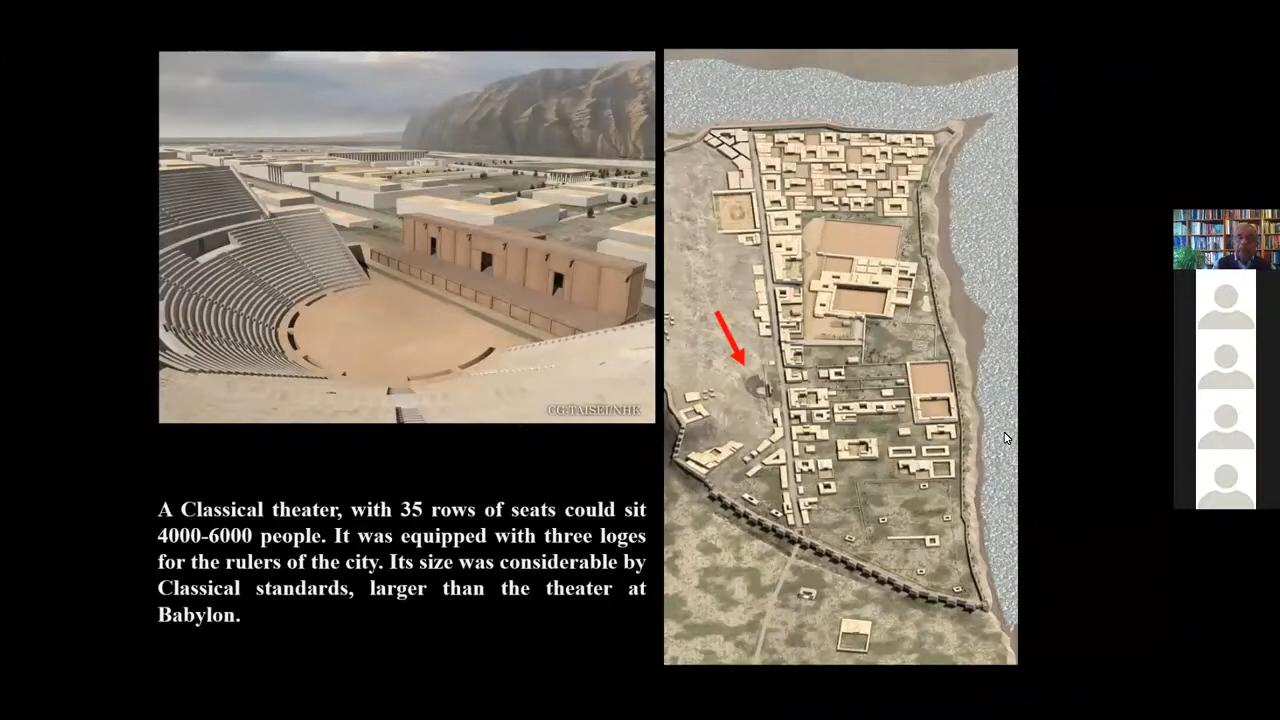 CG:TAISEI/NHK
A Classical theater, with 35 rows of seats could sit
4000-6000 people. It was equipped with three loges
for the rulers of the city. Its size was considerable by
Classical standards, larger than the theater at
Babylon.